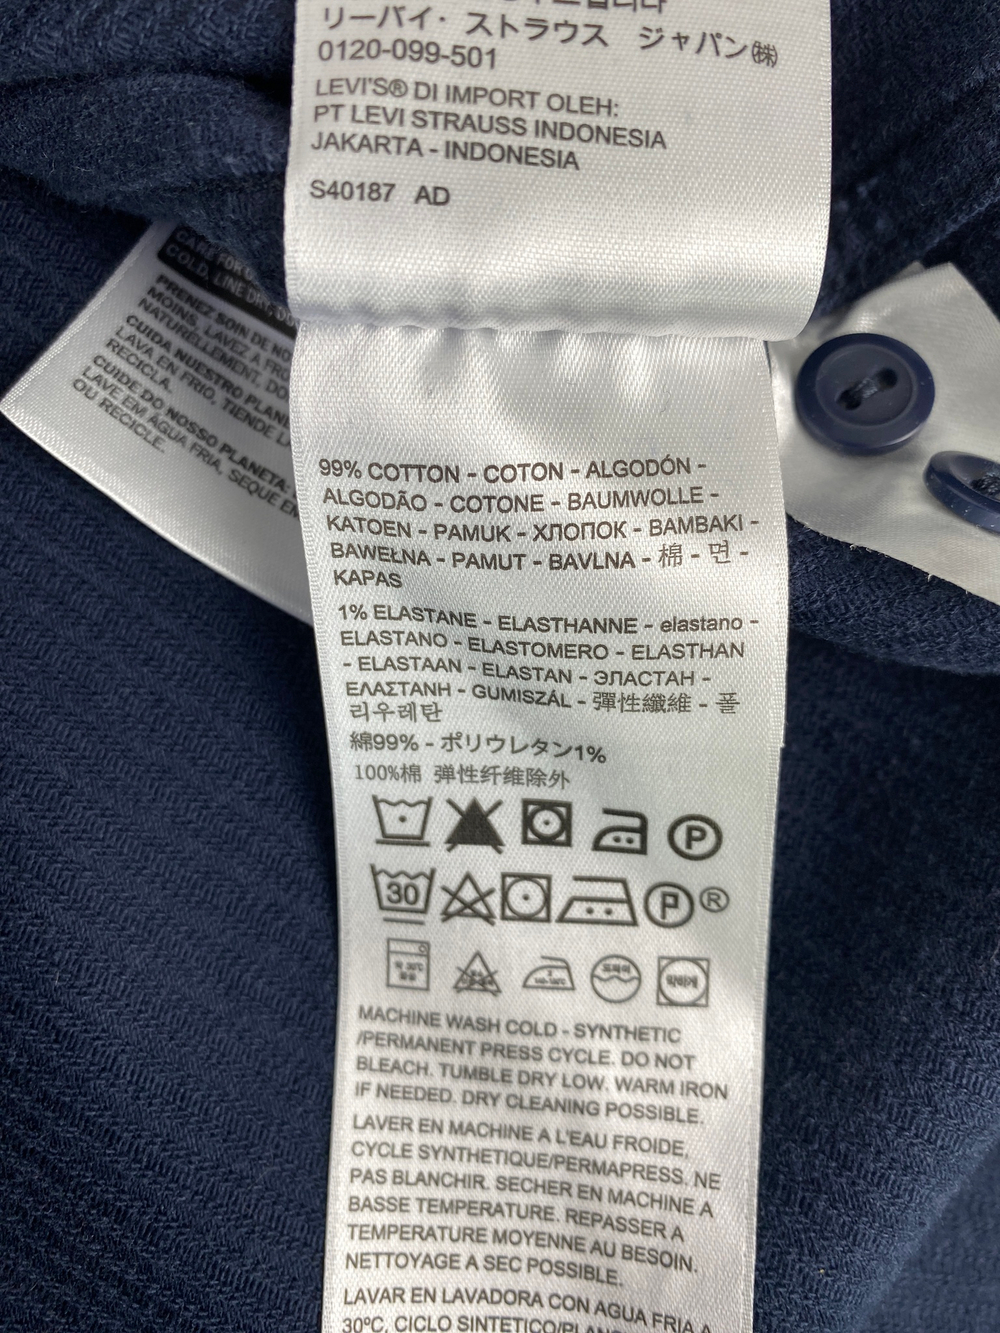 リーバイ・ ストラウス ジャパン㈱
0120-099-501
LEVI'S® DI IMPORT OLEH:
PT LEVI STRAUSS INDONESIA
JAKARTA - INDONESIA
S40187 AD
CARE FOR
COLD, LINE DRY,
PRENEZ SOIN DE
MOINS, LAVEZ A
NATURELLEMENT,
CUIDA NUESTRO
LAVA EN FRIO, TIENDE
RECICLA.
CUIDE DO NOSSO PLANETA:
LAVE EM ÁGUA FRIA, SEQUE
OU RECICLE.
99% COTTON - COTON - ALGODÓN -
ALGODÃO - COTONE - BAUMWOLLE -
KATOEN - PAMUK - ХЛОПОК - BAMBAKI -
BAWEŁNA - PAMUT - BAVLNA - 棉 - 면 -
KAPAS
1% ELASTANE - ELASTHANNE - elastano -
ELASTANO - ELASTOMERO - ELASTHAN
- ELASTAAN - ELASTAN - ЭЛАСТАН -
ΕΛΑΣΤΑΝΗ - GUMISZÁL - 彈性纖維 - 폴
리우레탄
綿99% - ポリウレタン1%
100%棉 弹性纤维除外
P
30 P ®
MACHINE WASH COLD - SYNTHETIC
/PERMANENT PRESS CYCLE. DO NOT
BLEACH. TUMBLE DRY LOW. WARM IRON
IF NEEDED. DRY CLEANING POSSIBLE.
LAVER EN MACHINE A L'EAU FROIDE,
CYCLE SYNTHETIQUE/PERMAPRESS. NE
PAS BLANCHIR. SECHER EN MACHINE A
BASSE TEMPERATURE. REPASSER A
TEMPERATURE MOYENNE AU BESOIN.
NETTOYAGE A SEC POSSIBLE.
LAVAR EN LAVADORA CON AGUA FRIA A
30ºC, CICLO SINTETICO/